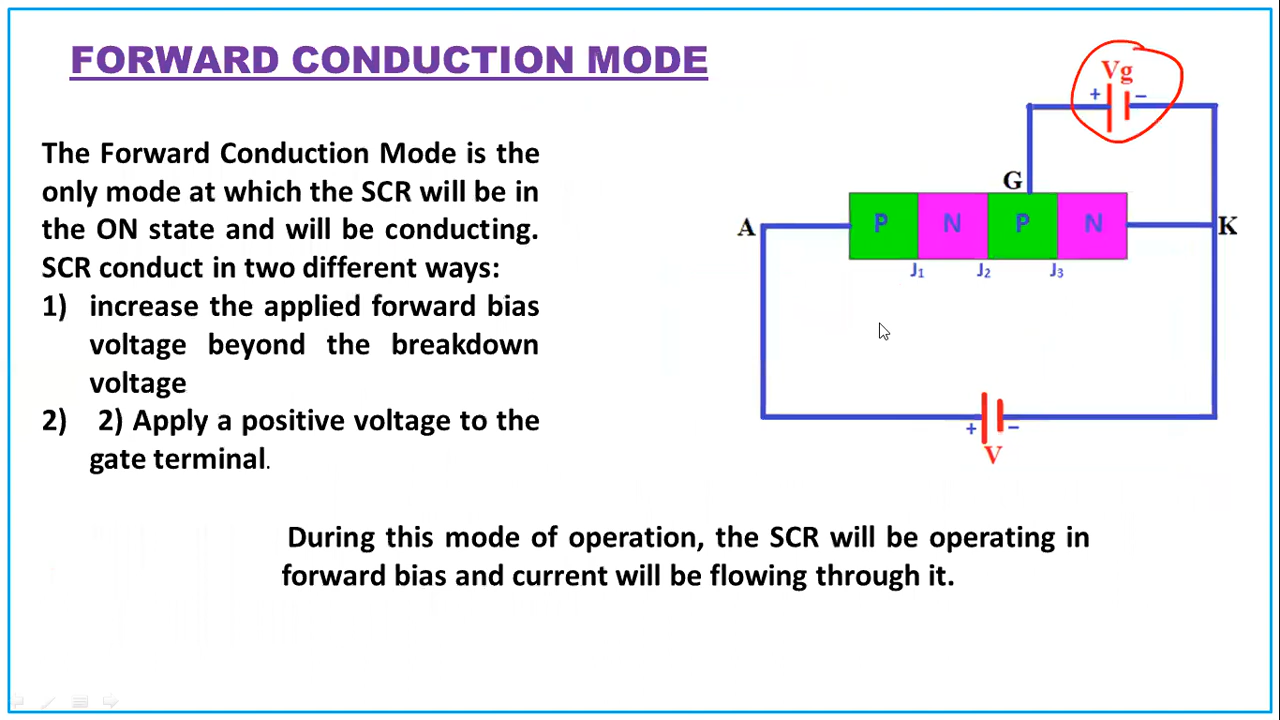 FORWARD CONDUCTION MODE
The Forward Conduction Mode is the
only mode at which the SCR will be in
the ON state and will be conducting.
SCR conduct in two different ways:
1) increase the applied forward bias
voltage beyond the breakdown
voltage
2) 2) Apply a positive voltage to the
gate terminal.
Vg
+ −
G
A P N P N K
J1 J2 J3
+ −
V
During this mode of operation, the SCR will be operating in
forward bias and current will be flowing through it.